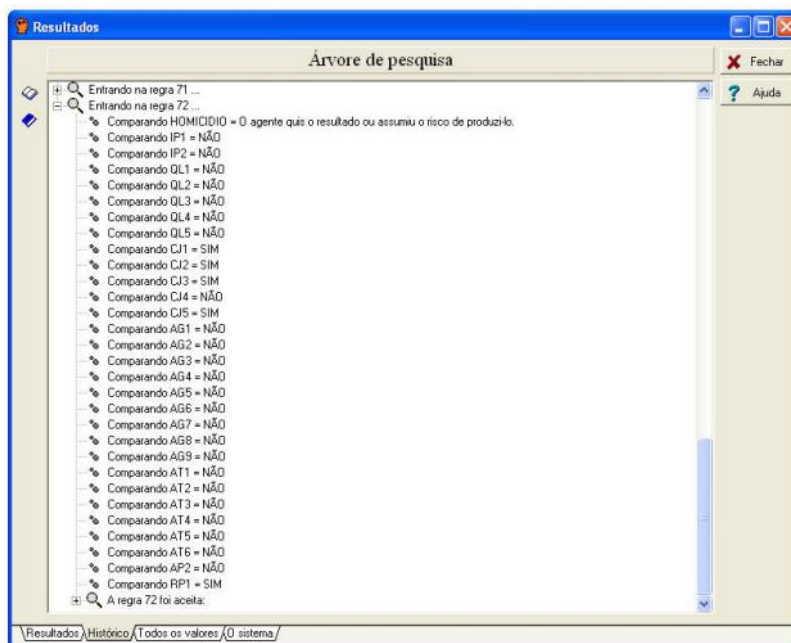 Resultados
Árvore de pesquisa
Fechar
Ajuda
Entrando na regra 71 ...
Entrando na regra 72 ...
Comparando HOMICIDIO = O agente quis o resultado ou assumiu o risco de produzi-lo.
Comparando IP1 = NÃO
Comparando IP2 = NÃO
Comparando QL1 = NÃO
Comparando QL2 = NÃO
Comparando QL3 = NÃO
Comparando QL4 = NÃO
Comparando QL5 = NÃO
Comparando CJ1 = SIM
Comparando CJ2 = SIM
Comparando CJ3 = SIM
Comparando CJ4 = NÃO
Comparando CJ5 = SIM
Comparando AG1 = NÃO
Comparando AG2 = NÃO
Comparando AG3 = NÃO
Comparando AG4 = NÃO
Comparando AG5 = NÃO
Comparando AG6 = NÃO
Comparando AG7 = NÃO
Comparando AG8 = NÃO
Comparando AG9 = NÃO
Comparando AT1 = NÃO
Comparando AT2 = NÃO
Comparando AT3 = NÃO
Comparando AT4 = NÃO
Comparando AT5 = NÃO
Comparando AT6 = NÃO
Comparando AP2 = NÃO
Comparando RP1 = SIM
A regra 72 foi aceita:
Resultados Histórico Todos os valores O sistema